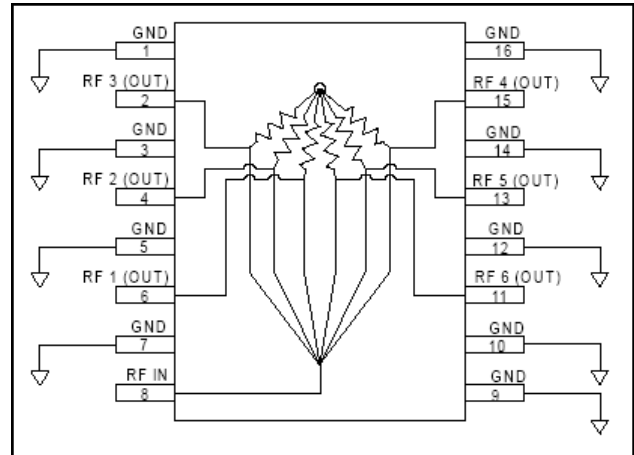 GND
1
RF 3 (OUT)
2
GND
3
RF 2 (OUT)
4
GND
5
RF 1 (OUT)
6
GND
7
RF IN
8
GND
16
RF 4 (OUT)
15
GND
14
RF 5 (OUT)
13
GND
12
RF 6 (OUT)
11
GND
10
GND
9